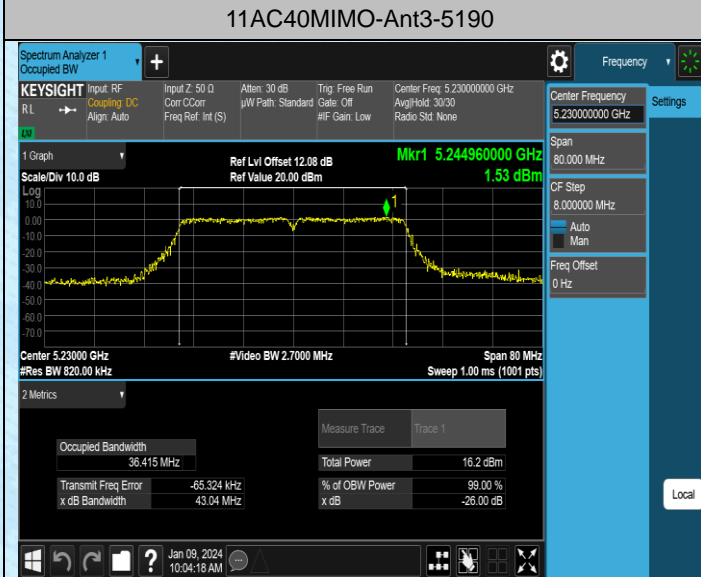 11AC40MIMO-Ant3-5190
Spectrum Analyzer 1
Occupied BW
+
Frequency
KEYSIGHT
RL
LXI
Input: RF
Coupling: DC
Align: Auto
Input Z: 50 Ω
Corr CCorr
Freq Ref: Int (S)
Atten: 30 dB
µW Path: Standard
Trig: Free Run
Gate: Off
#IF Gain: Low
Center Freq: 5.230000000 GHz
Avg|Hold: 30/30
Radio Std: None
Center Frequency
5.230000000 GHz
Settings
Span
80.000 MHz
CF Step
8.000000 MHz
Auto
Man
Freq Offset
0 Hz
1 Graph
Scale/Div 10.0 dB
Ref Lvl Offset 12.08 dB
Ref Value 20.00 dBm
Mkr1 5.244960000 GHz
1.53 dBm
Log
10.0
0.00
-10.0
-20.0
-30.0
-40.0
-50.0
-60.0
-70.0
1
Center 5.23000 GHz
#Res BW 820.00 kHz
#Video BW 2.7000 MHz
Span 80 MHz
Sweep 1.00 ms (1001 pts)
2 Metrics
Measure Trace
Trace 1
Occupied Bandwidth
36.415 MHz
Total Power
16.2 dBm
Transmit Freq Error
-65.324 kHz
% of OBW Power
99.00 %
x dB Bandwidth
43.04 MHz
x dB
-26.00 dB
Local
?
Jan 09, 2024
10:04:18 AM